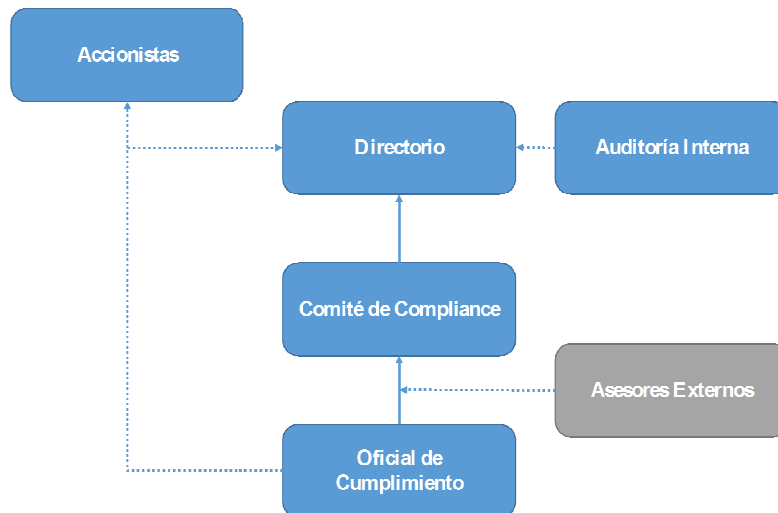 Accionistas
Directorio
Auditoría Interna
Comité de Compliance
Asesores Externos
Oficial de
Cumplimiento